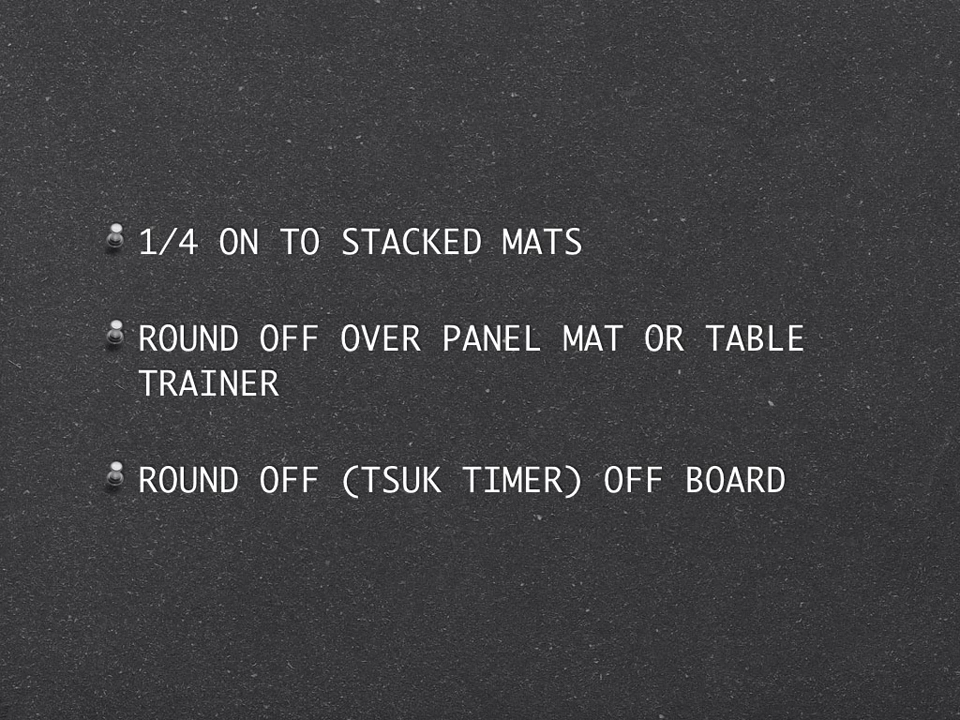 1/4 ON TO STACKED MATS
ROUND OFF OVER PANEL MAT OR TABLE
TRAINER
ROUND OFF (TSUK TIMER) OFF BOARD